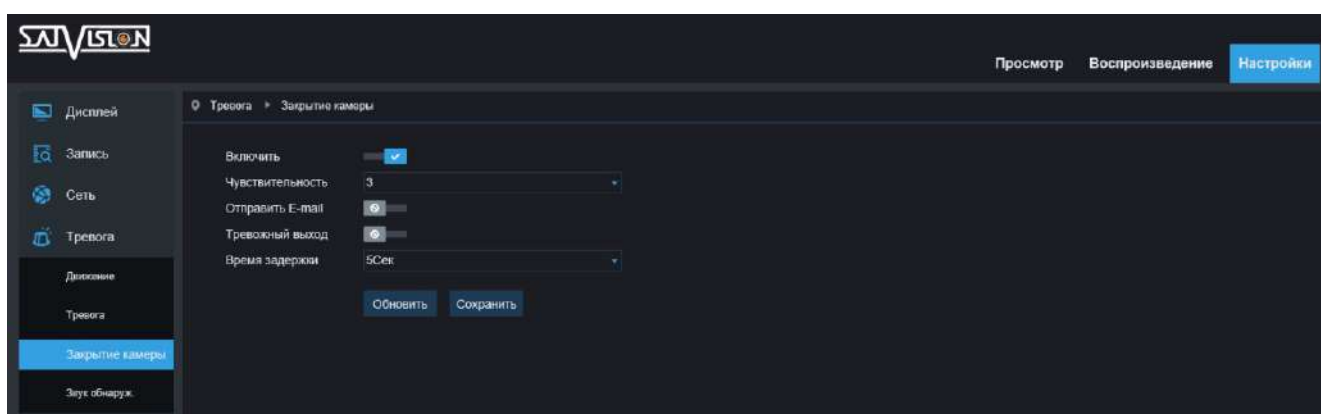 SATVISION
Просмотр Воспроизведение Настройки
Дисплей
Запись
Сеть
Тревога
Движение
Тревога
Закрытие камеры
Звук обнаруж.
Тревога Закрытие камеры
Включить
Чувствительность 3
Отправить E-mail
Тревожный выход
Время задержки 5Сек
Обновить Сохранить